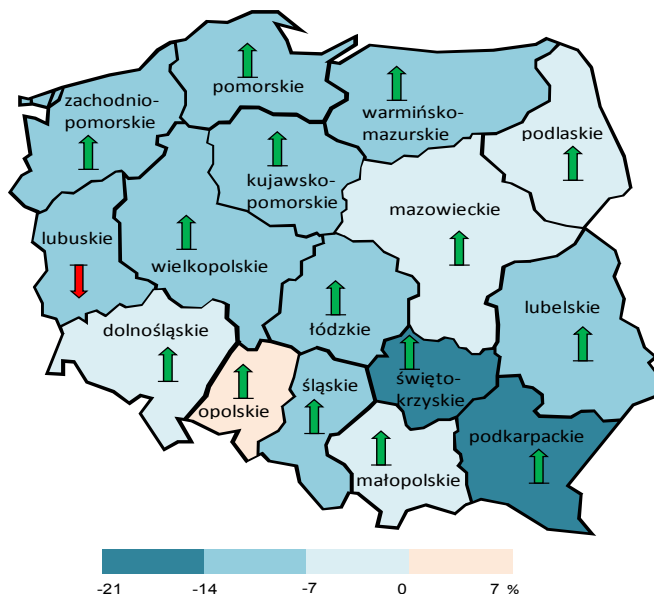 pomorskie
zachodnio-
pomorskie
warmińsko-
mazurskie
podlaskie
kujawsko-
pomorskie
mazowieckie
lubuskie
wielkopolskie
lubelskie
dolnośląskie
łódzkie
śląskie
święto-
krzyskie
opolskie
podkarpackie
małopolskie
-21 -14 -7 0 7 %